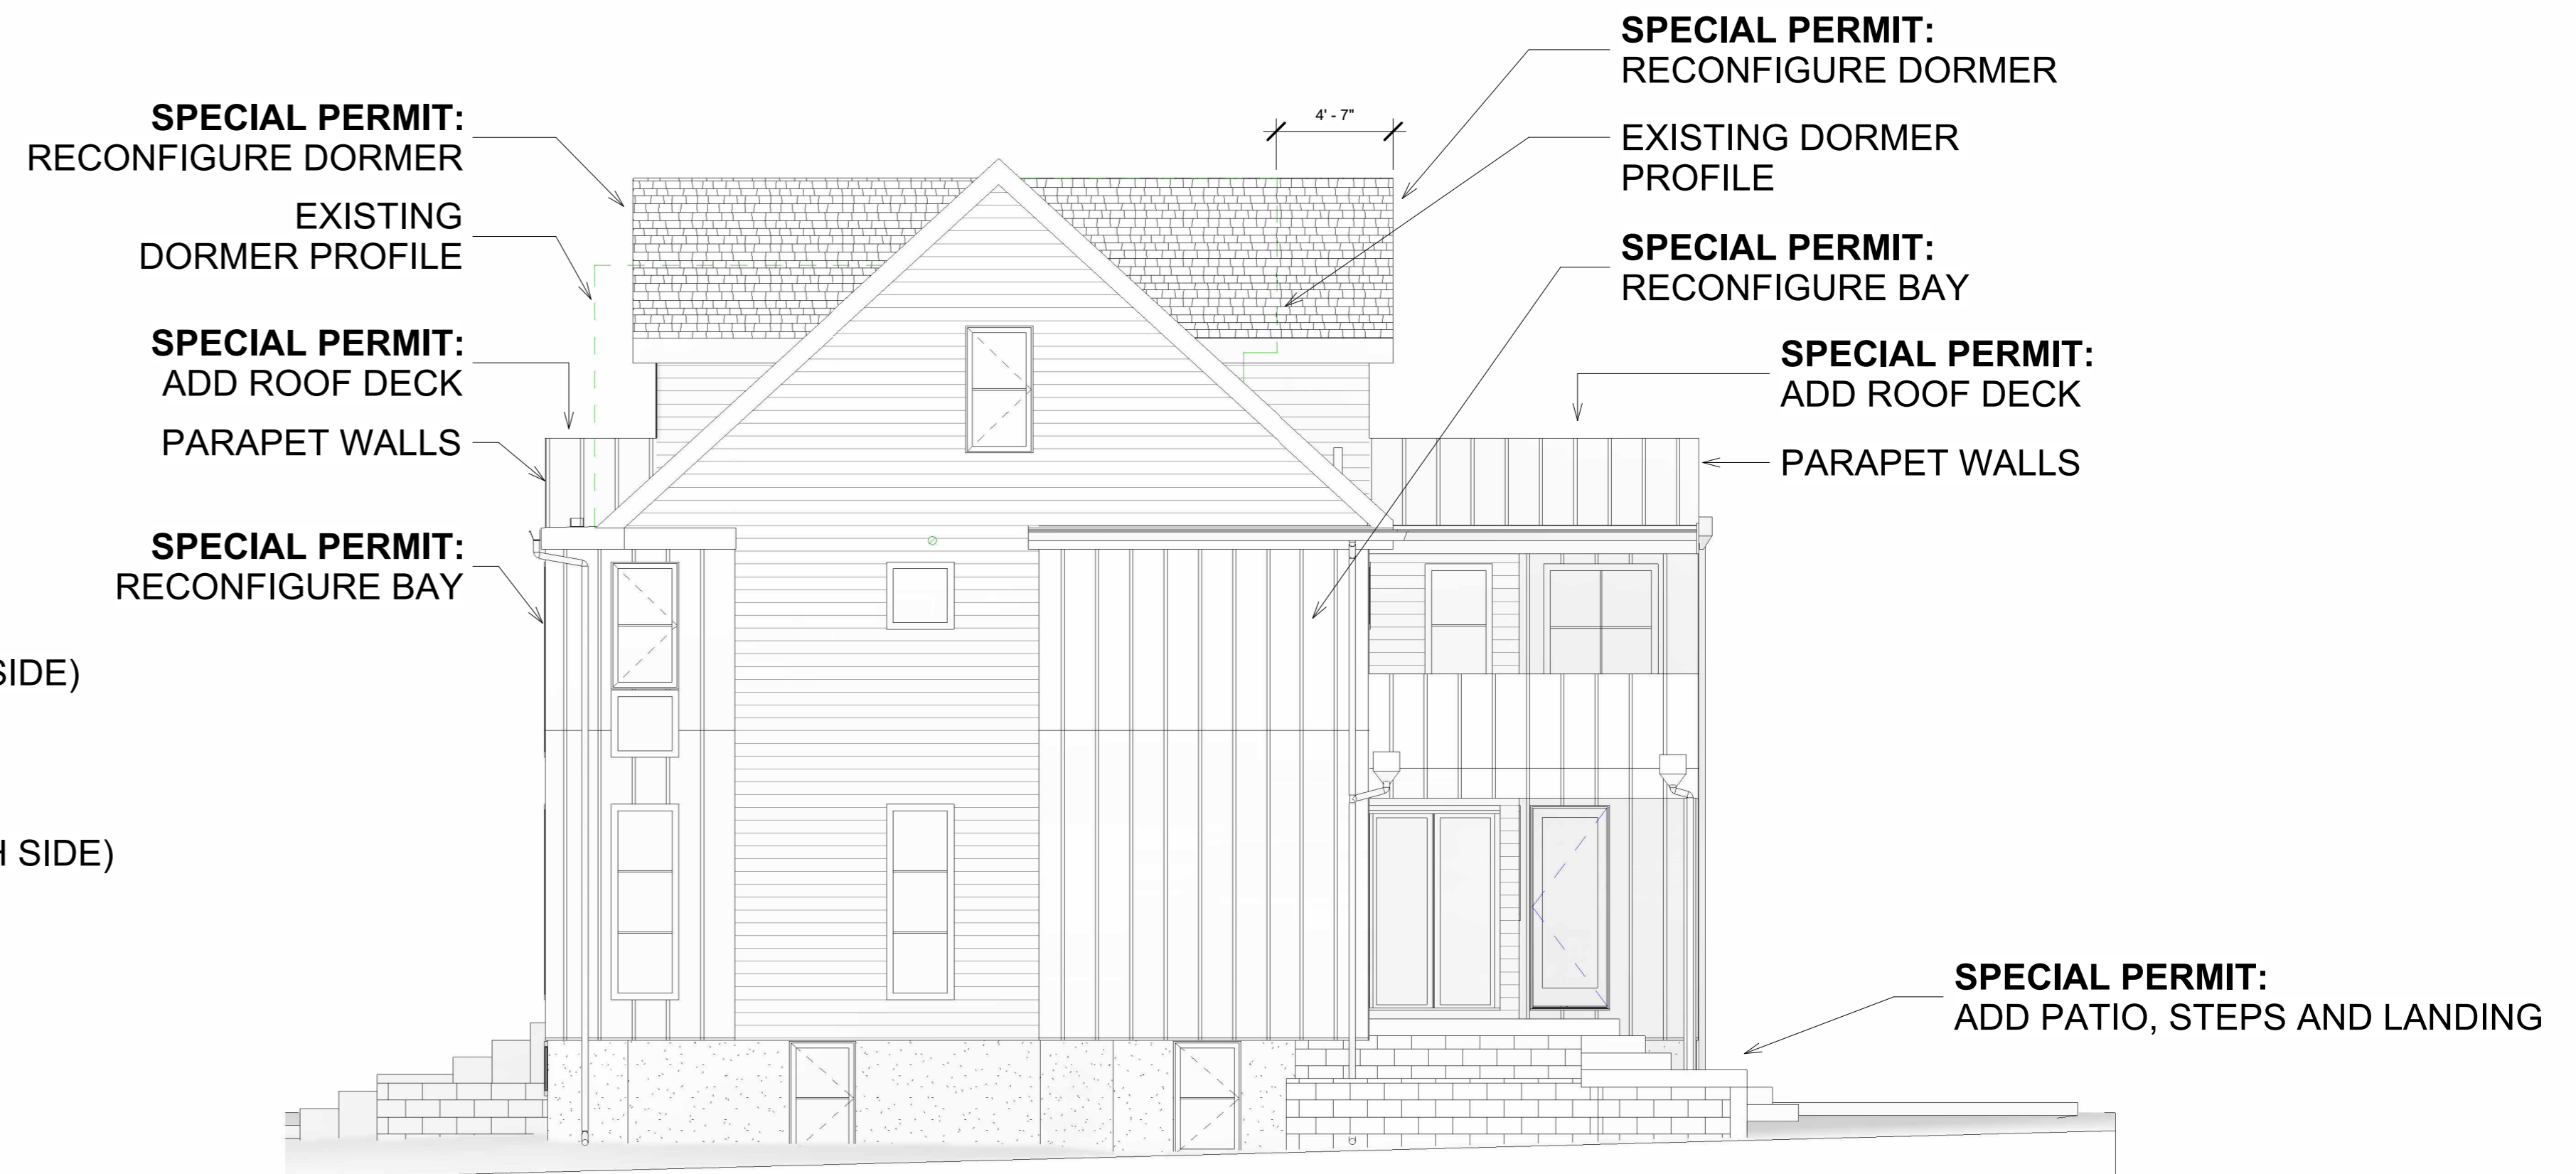 SPECIAL PERMIT:
RECONFIGURE DORMER
EXISTING
DORMER PROFILE
SPECIAL PERMIT:
ADD ROOF DECK
PARAPET WALLS
SPECIAL PERMIT:
RECONFIGURE BAY
SIDE)
H SIDE)
4' - 7"
SPECIAL PERMIT:
RECONFIGURE DORMER
EXISTING DORMER
PROFILE
SPECIAL PERMIT:
RECONFIGURE BAY
SPECIAL PERMIT:
ADD ROOF DECK
PARAPET WALLS
SPECIAL PERMIT:
ADD PATIO, STEPS AND LANDING